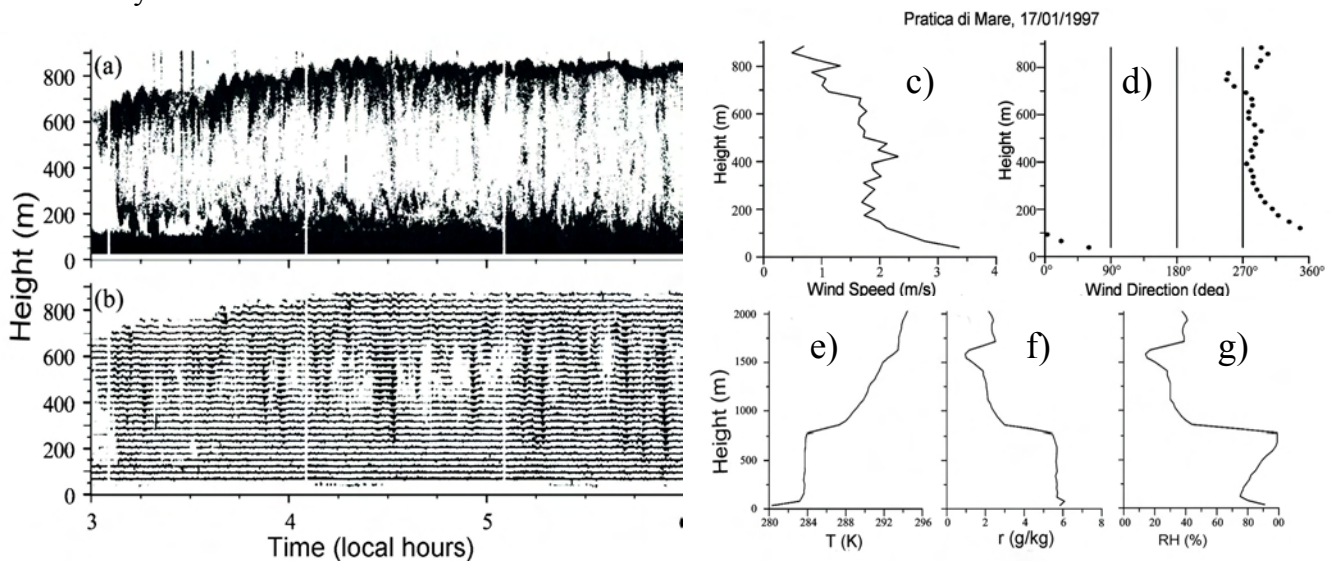 Pratica di Mare, 17/01/1997
(a)
800
600
400
200
0
Height (m)
(b)
800
600
400
200
0
3 4 5
Time (local hours)
c)
800
600
400
200
0
Height (m)
0 1 2 3 4
Wind Speed (m/s)
d)
800
600
400
200
0
Height (m)
0° 90° 180° 270° 360°
Wind Direction (deg)
e)
2000
1500
1000
500
0
Height (m)
280 284 288 292 296
T (K)
f)
0 2 4 6 8
r (g/kg)
g)
00 20 40 60 80 00
RH (%)